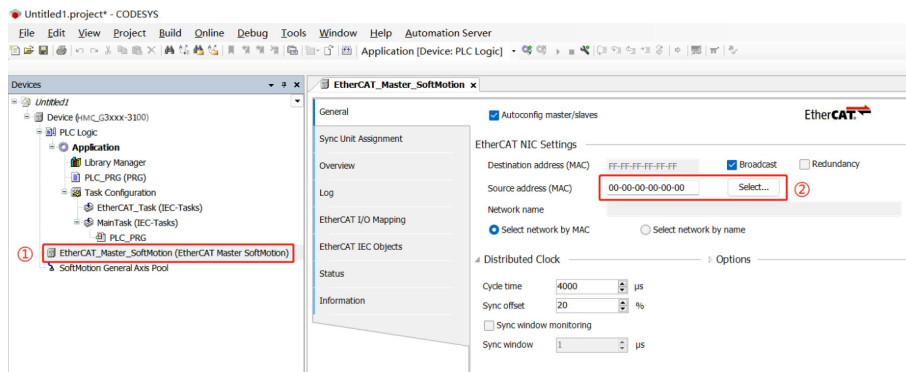 Untitled1.project* - CODESYS
File Edit View Project Build Online Debug Tools Window Help Automation Server
Application [Device: PLC Logic]
Devices
Untitled1
Device (HMC_G3xxx-3100)
PLC Logic
Application
Library Manager
PLC_PRG (PRG)
Task Configuration
EtherCAT_Task (IEC-Tasks)
MainTask (IEC-Tasks)
PLC_PRG
① EtherCAT_Master_SoftMotion (EtherCAT Master SoftMotion)
SoftMotion General Axis Pool
EtherCAT_Master_SoftMotion
General
Sync Unit Assignment
Overview
Log
EtherCAT I/O Mapping
EtherCAT IEC Objects
Status
Information
Autoconfig master/slaves
EtherCAT.
EtherCAT NIC Settings
Destination address (MAC) FF-FF-FF-FF-FF-FF Broadcast Redundancy
Source address (MAC) 00-00-00-00-00-00 Select... ②
Network name
Select network by MAC Select network by name
Distributed Clock Options
Cycle time 4000 µs
Sync offset 20 %
Sync window monitoring
Sync window 1 µs